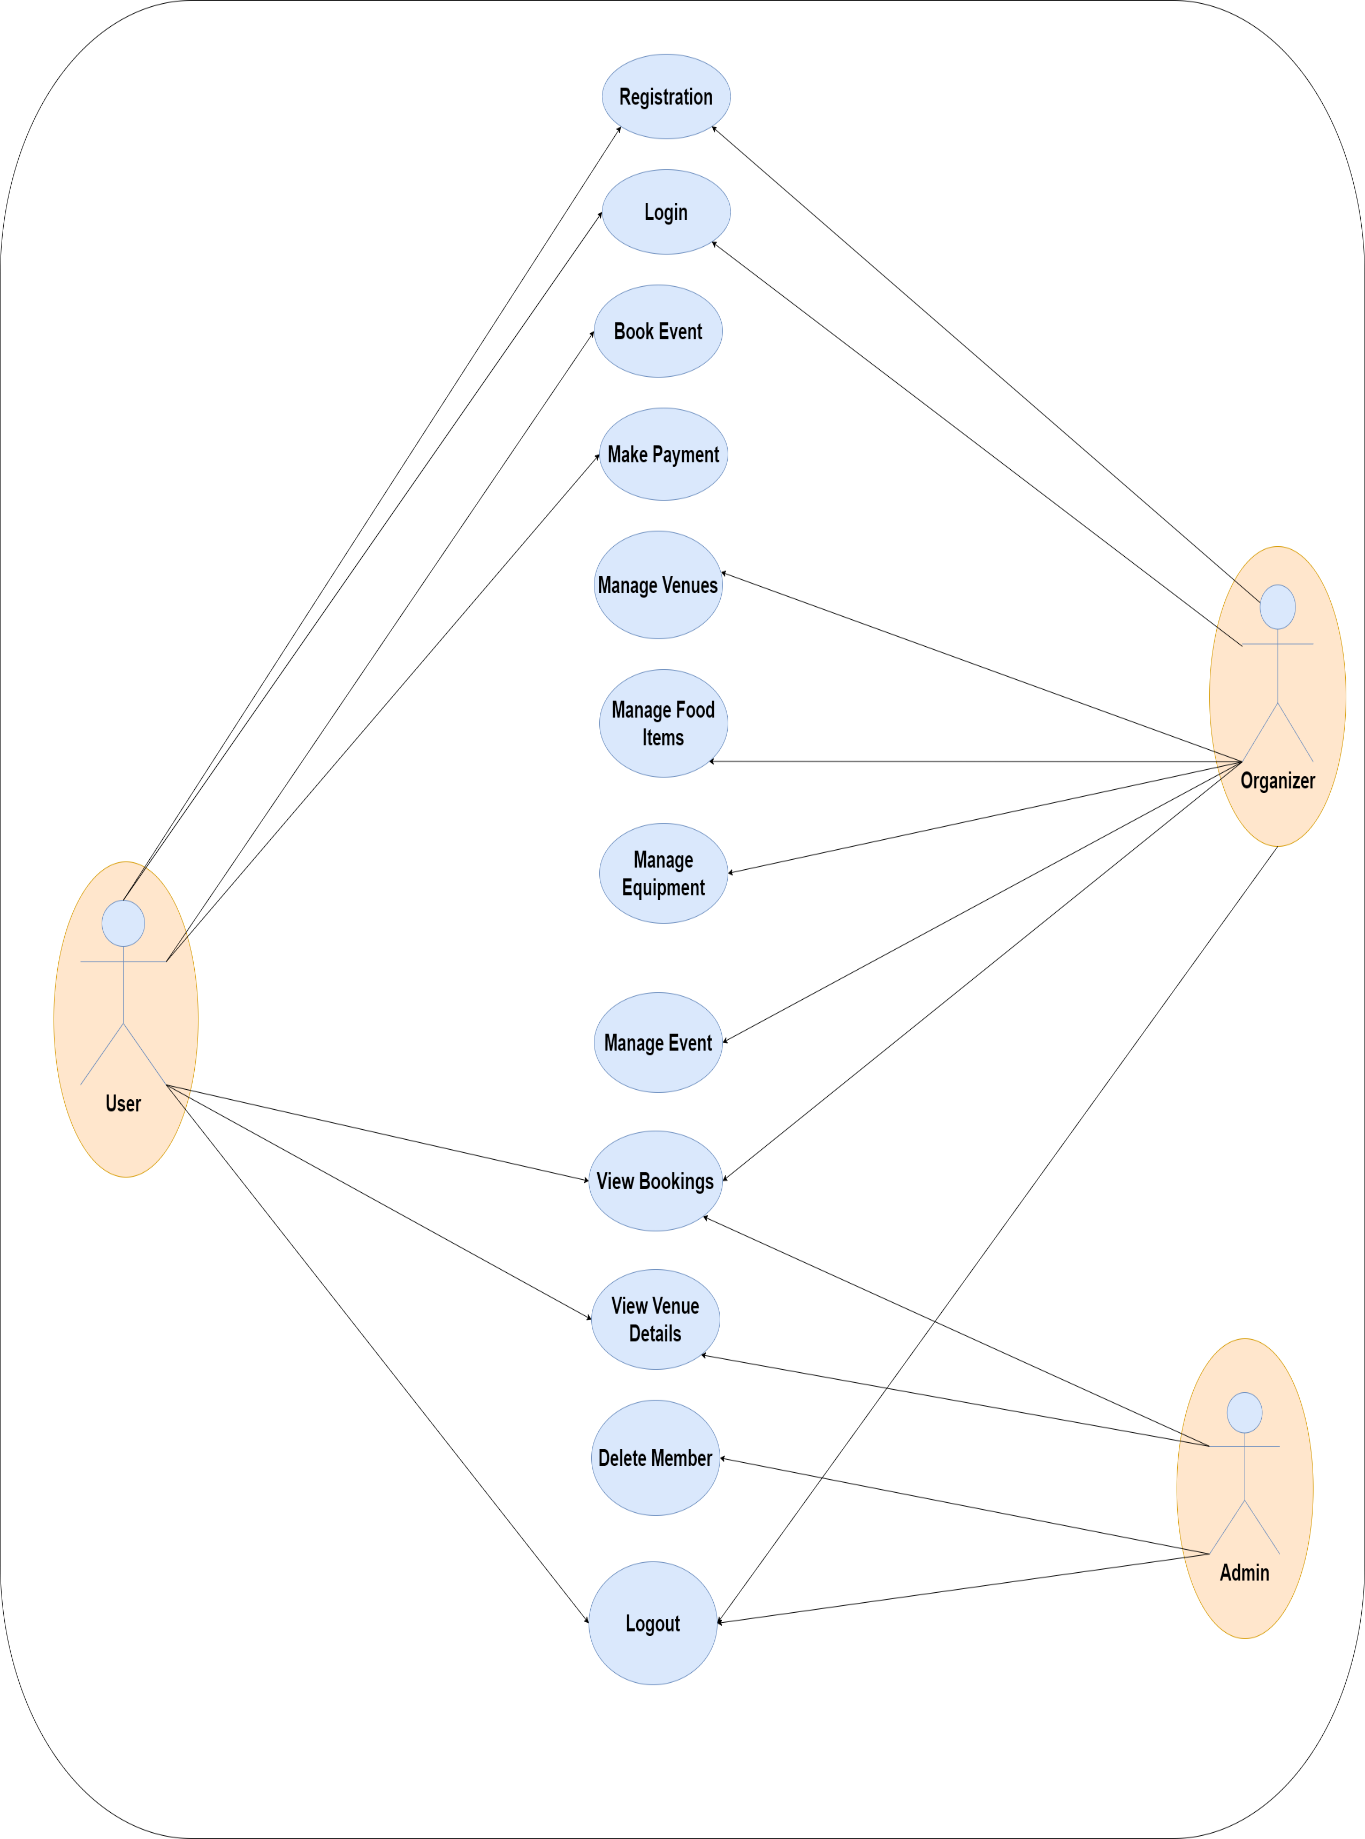 Registration
Login
Book Event
Make Payment
Manage Venues
Manage Food
Items
Organizer
Manage
Equipment
Manage Event
User
View Bookings
View Venue
Details
Delete Member
Admin
Logout